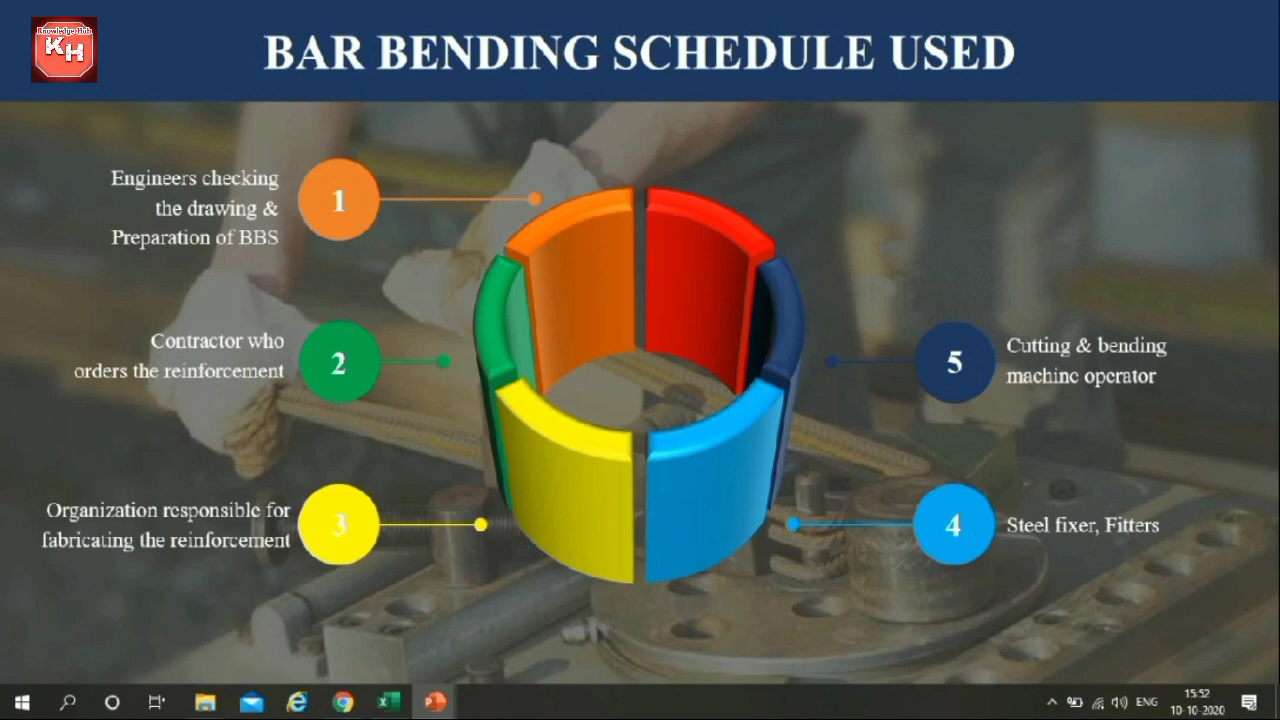 Knowledge Hub
KH
BAR BENDING SCHEDULE USED
Engineers checking
the drawing &
Preparation of BBS
1
Contractor who
orders the reinforcement
2
Organization responsible for
fabricating the reinforcement
3
5
Cutting & bending
machine operator
4
Steel fixer, Fitters
ENG
15:52
10-10-2020